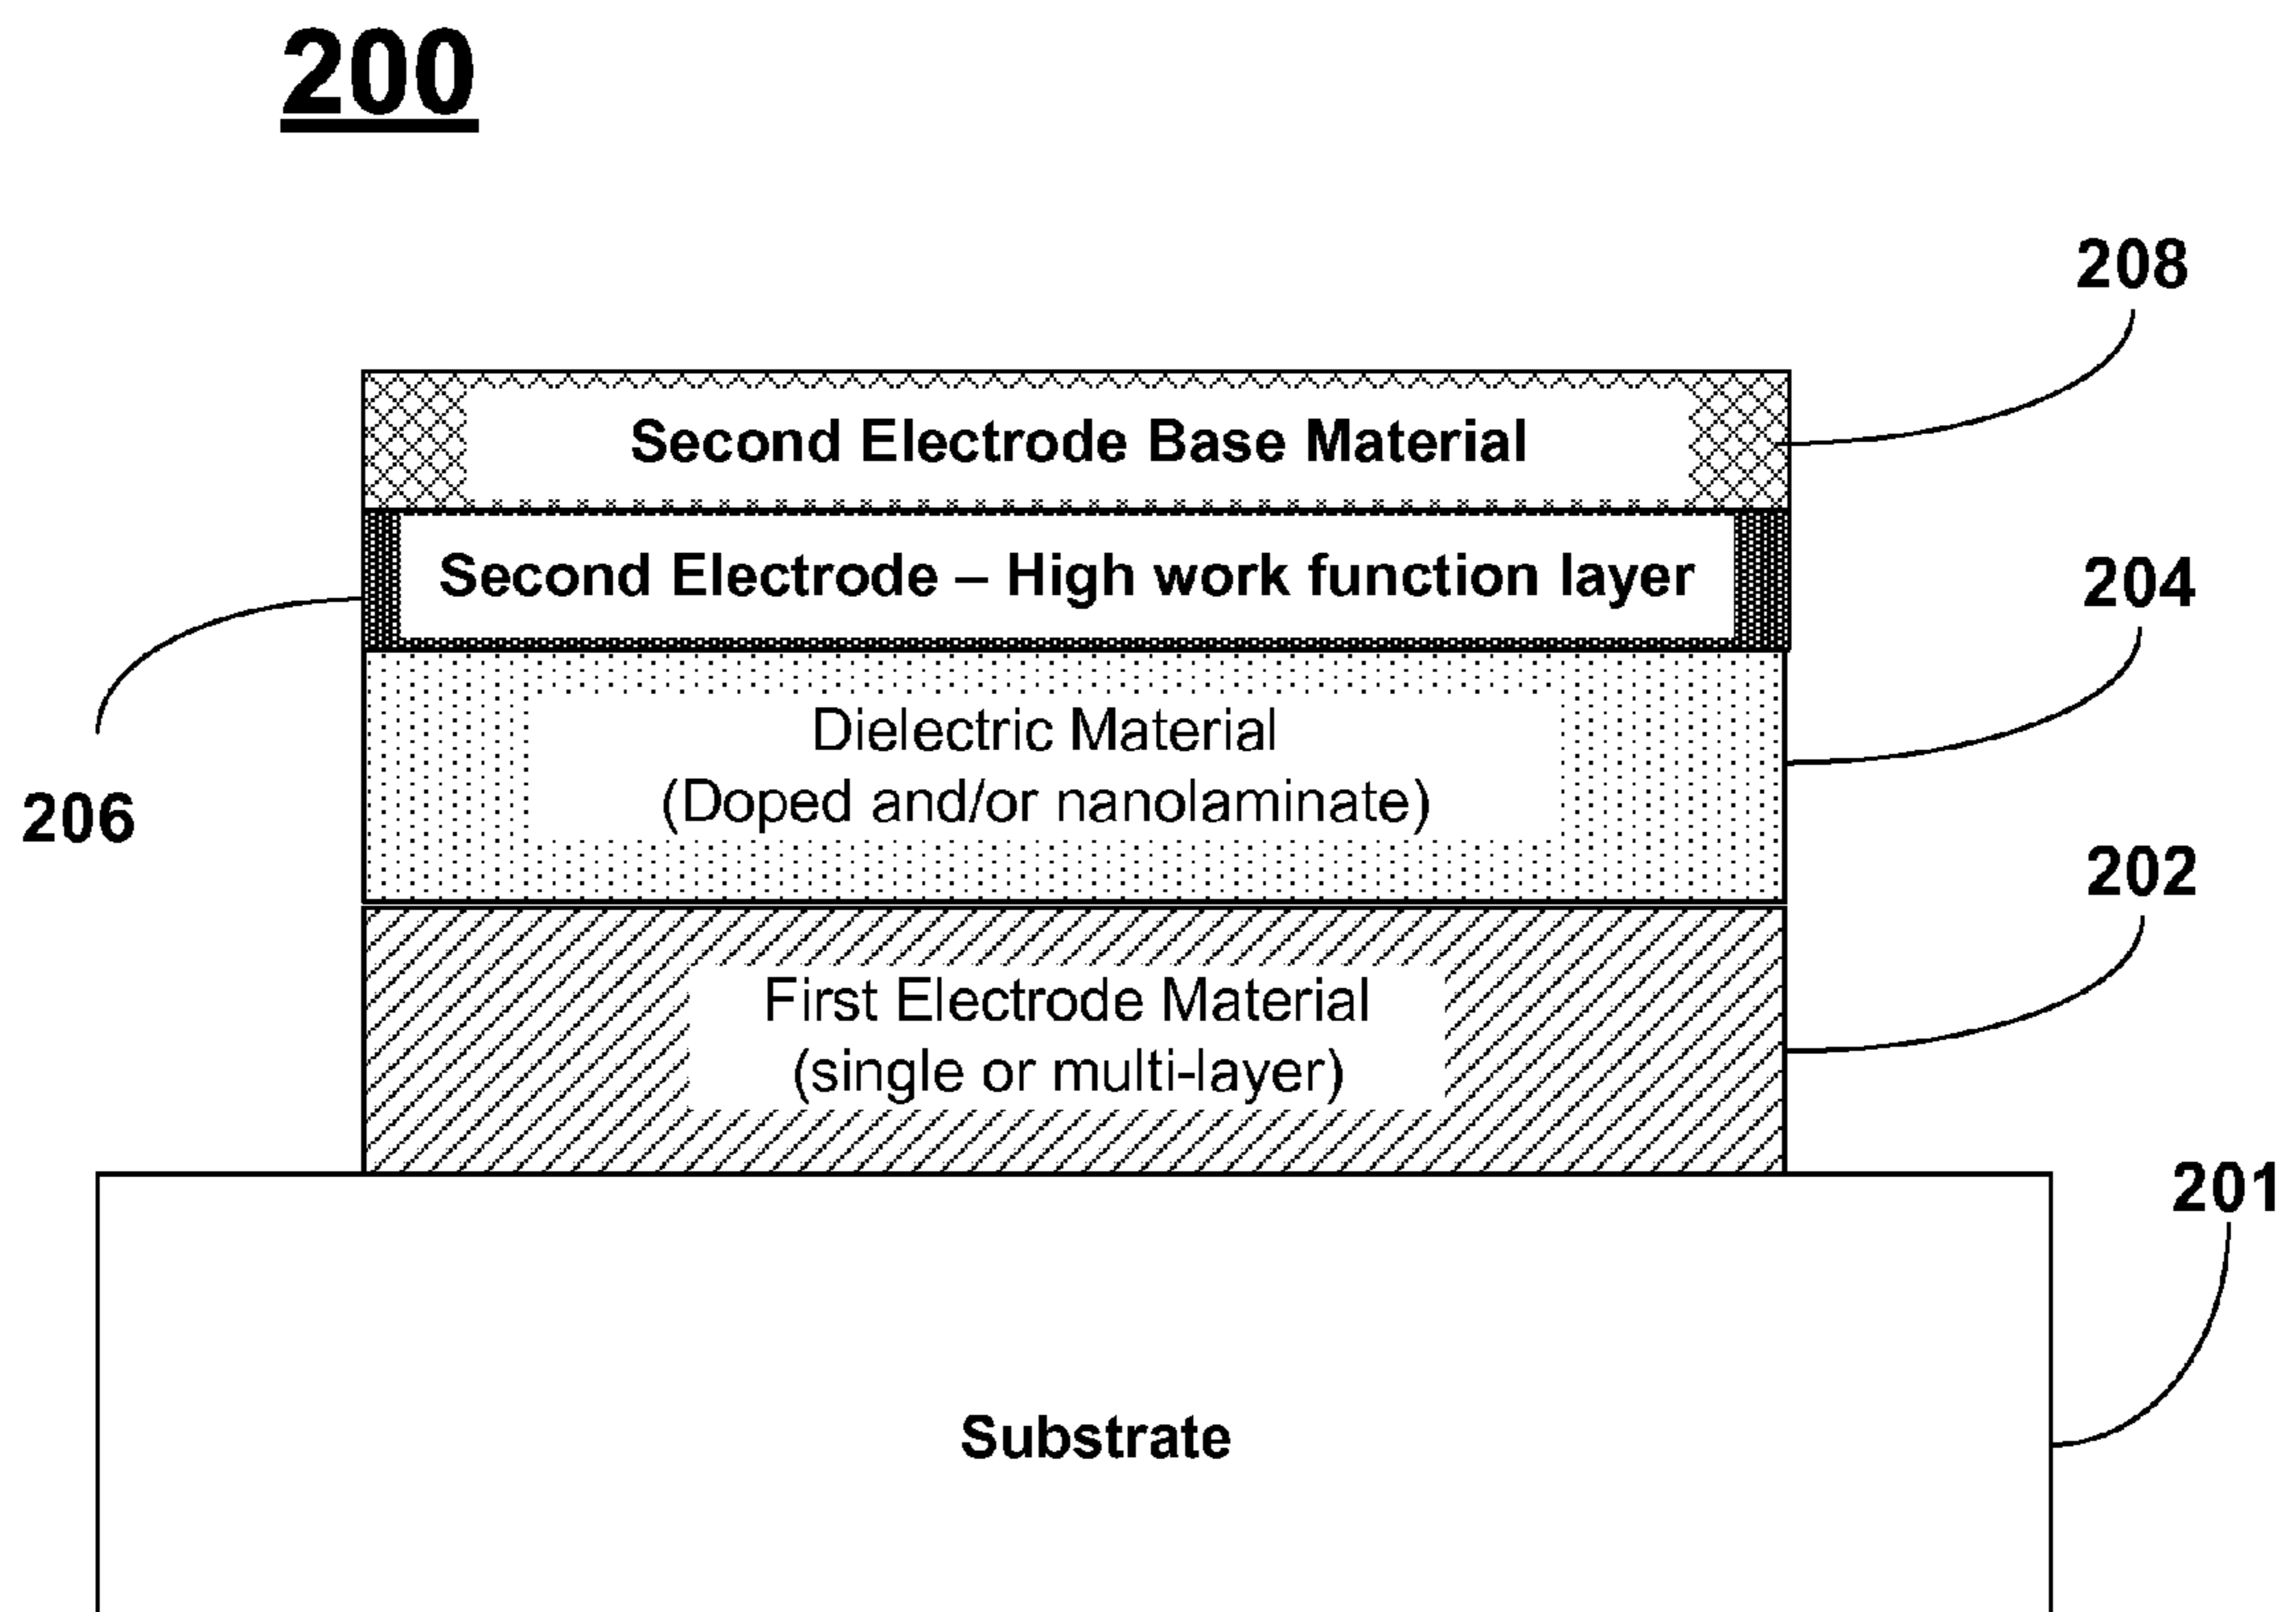 200
208
Second Electrode Base Material
Second Electrode – High work function layer
204
Dielectric Material
(Doped and/or nanolaminate)
206
202
First Electrode Material
(single or multi-layer)
201
Substrate